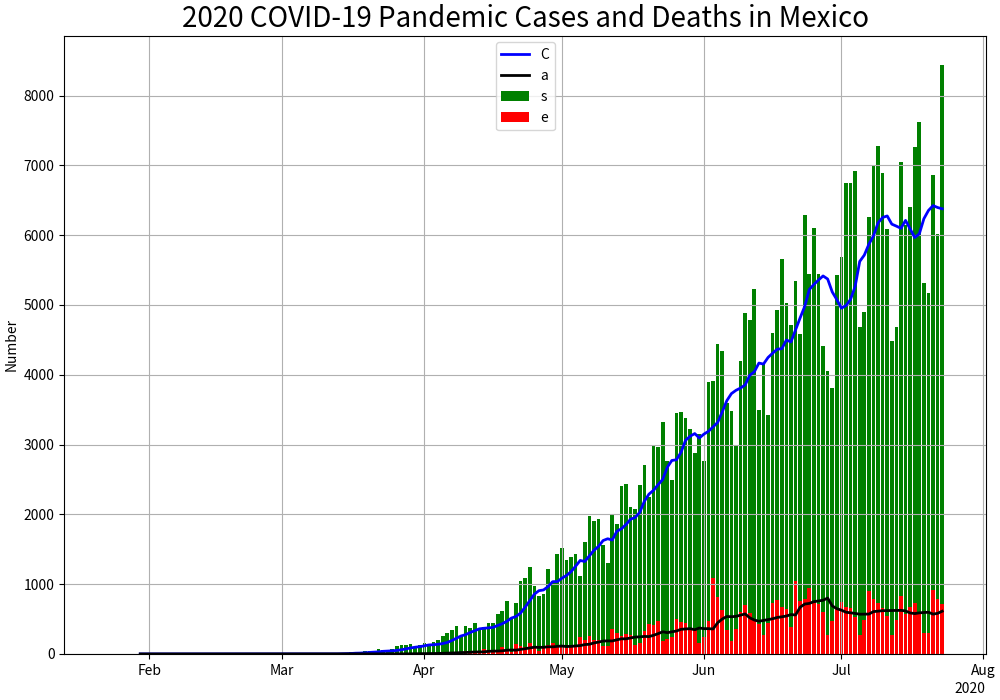 2020 COVID-19 Pandemic Cases and Deaths in Mexico
C
a
s
e
8000
7000
6000
5000
4000
3000
2000
1000
0
Number
Feb
Mar
Apr
May
Jun
Jul
Aug
2020